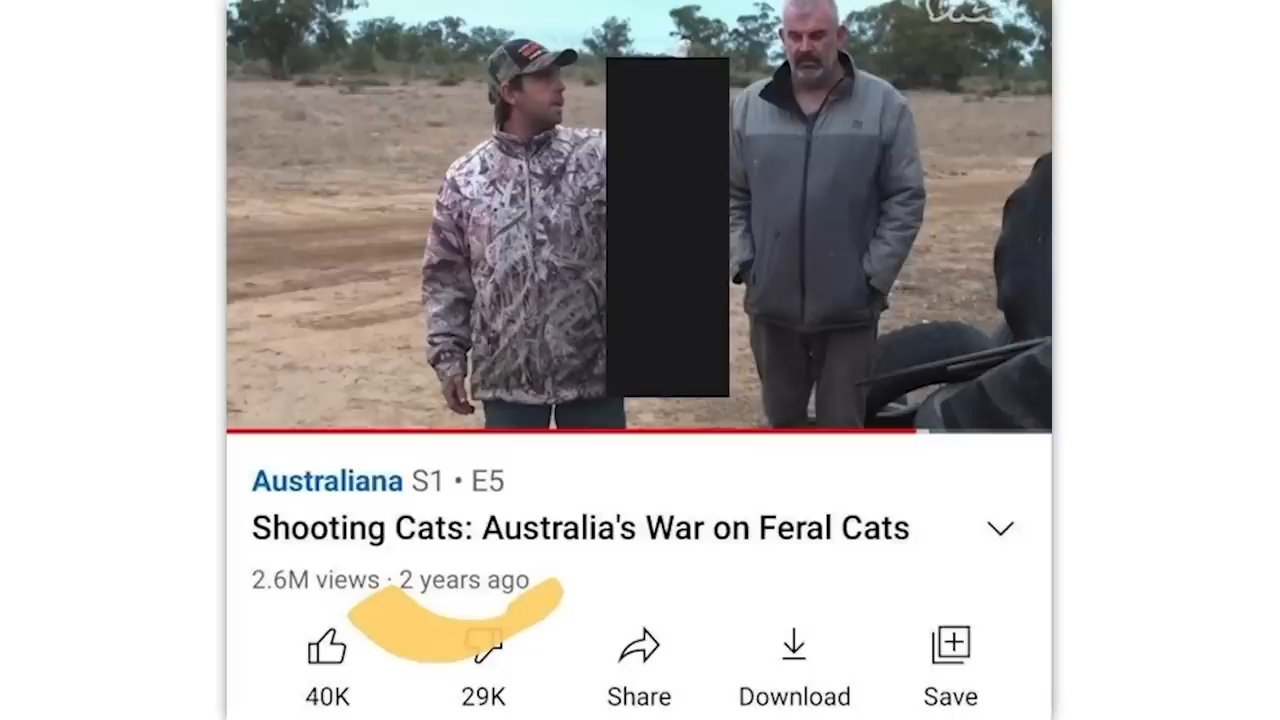 Australiana S1 • E5
Shooting Cats: Australia's War on Feral Cats
2.6M views · 2 years ago
40K
29K
Share
Download
Save